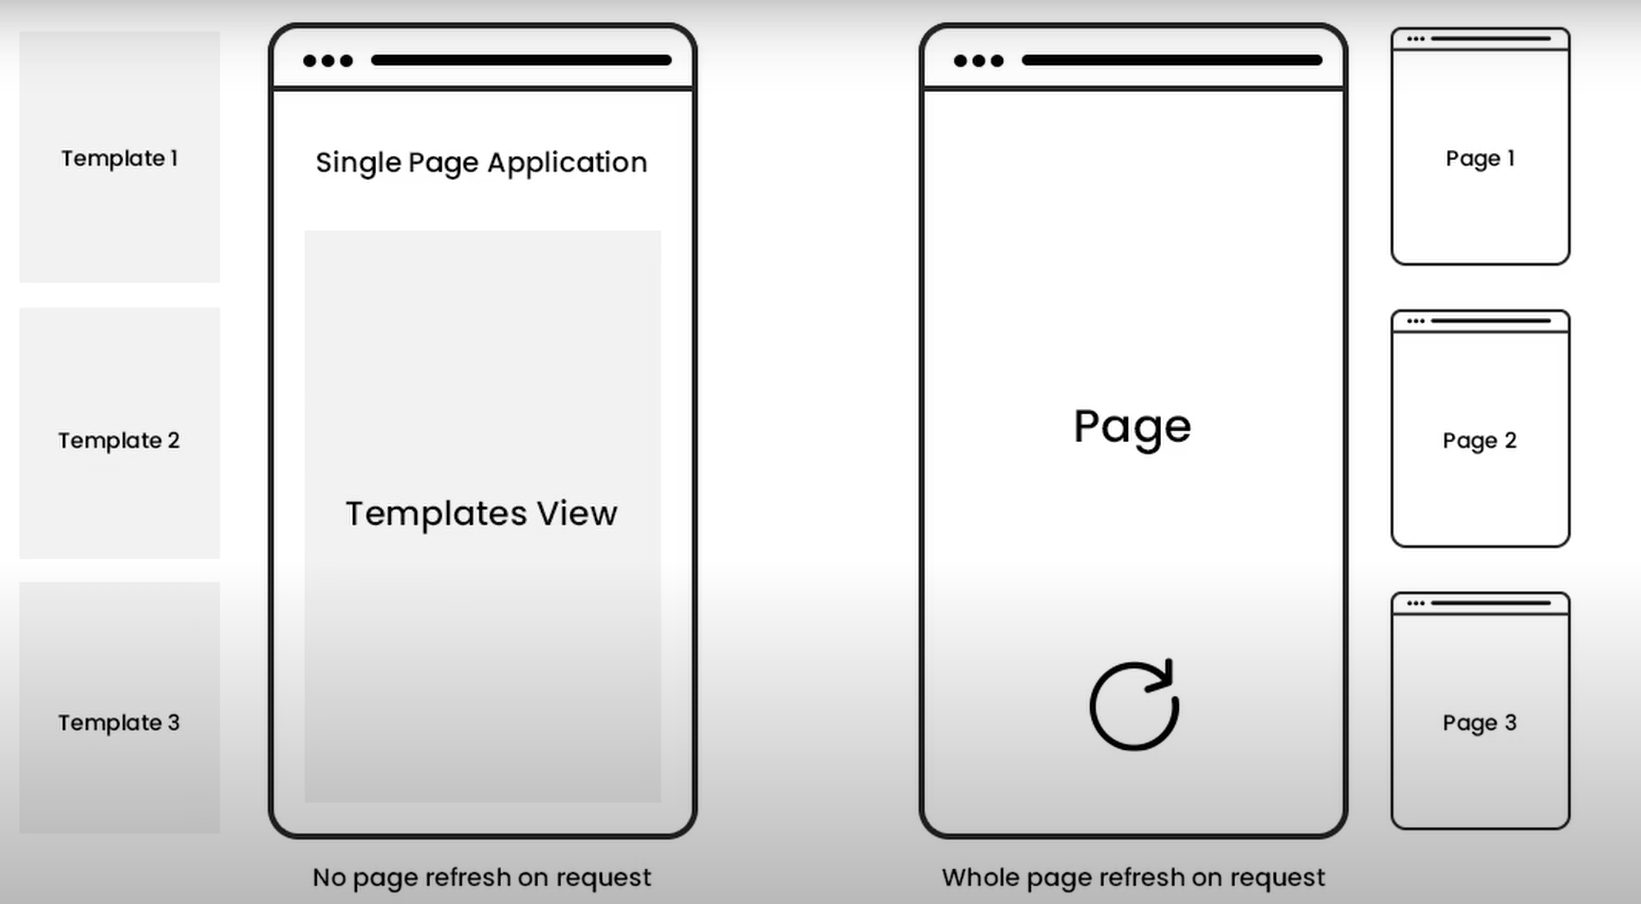 Template 1
Template 2
Template 3
Single Page Application
Templates View
No page refresh on request
Page
Whole page refresh on request
Page 1
Page 2
Page 3